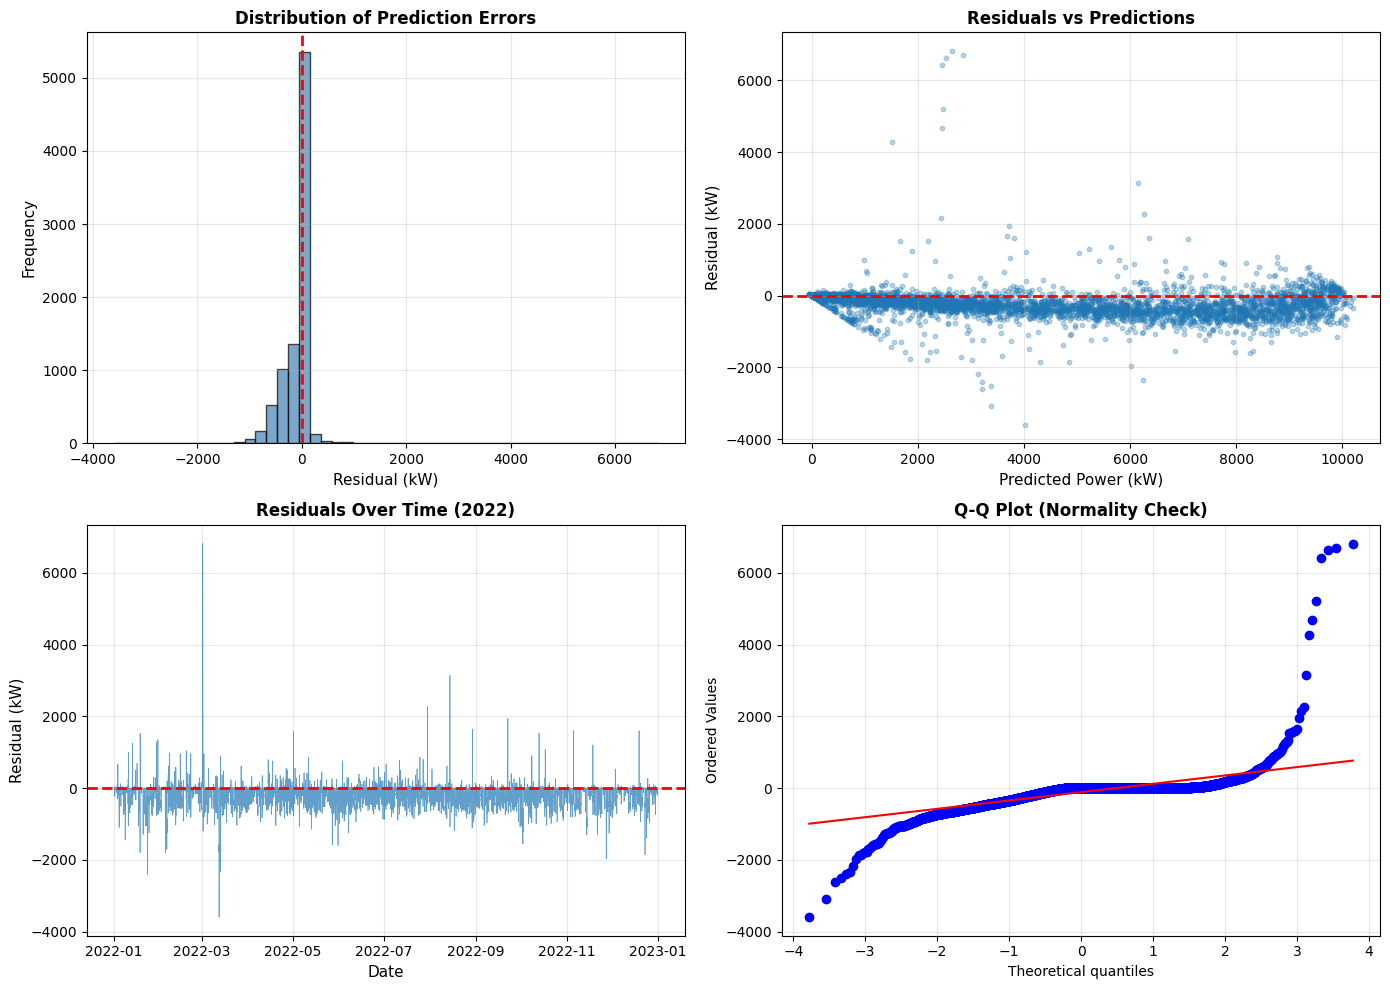 Distribution of Prediction Errors
Frequency
5000
4000
3000
2000
1000
0
−4000 −2000 0 2000 4000 6000
Residual (kW)
Residuals vs Predictions
Residual (kW)
6000
4000
2000
0
−2000
−4000
0 2000 4000 6000 8000 10000
Predicted Power (kW)
Residuals Over Time (2022)
Residual (kW)
6000
4000
2000
0
−2000
−4000
2022-01 2022-03 2022-05 2022-07 2022-09 2022-11 2023-01
Date
Q-Q Plot (Normality Check)
Ordered Values
6000
4000
2000
0
−2000
−4000
−4 −3 −2 −1 0 1 2 3 4
Theoretical quantiles